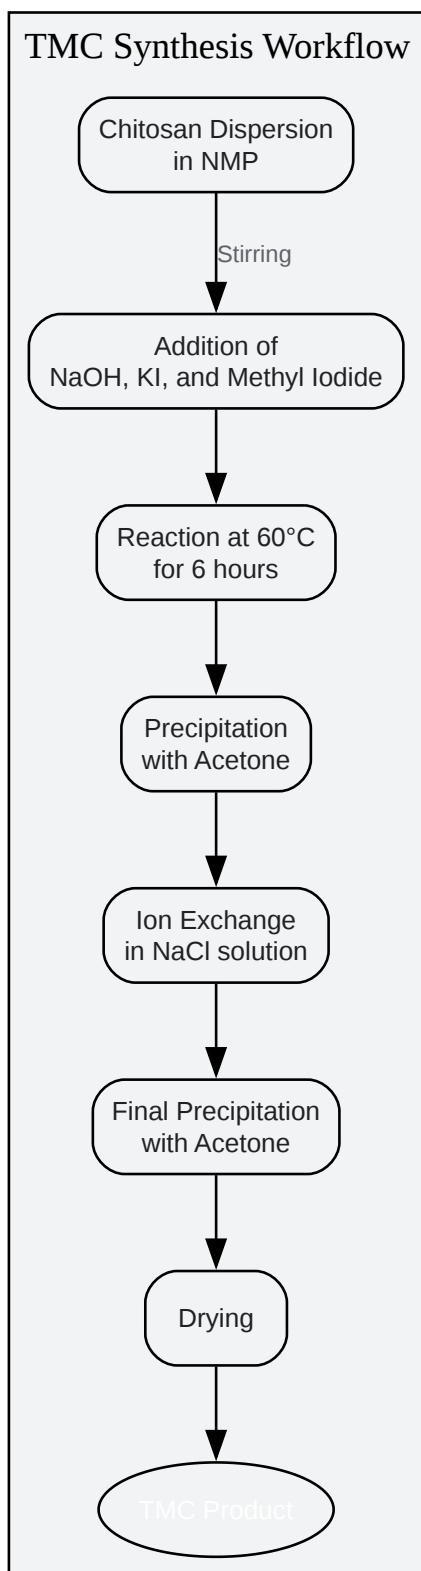 TMC Synthesis Workflow
Chitosan Dispersion
in NMP
Stirring
Addition of
NaOH, KI, and Methyl Iodide
Reaction at 60°C
for 6 hours
Precipitation
with Acetone
Ion Exchange
in NaCl solution
Final Precipitation
with Acetone
Drying
TMC Product